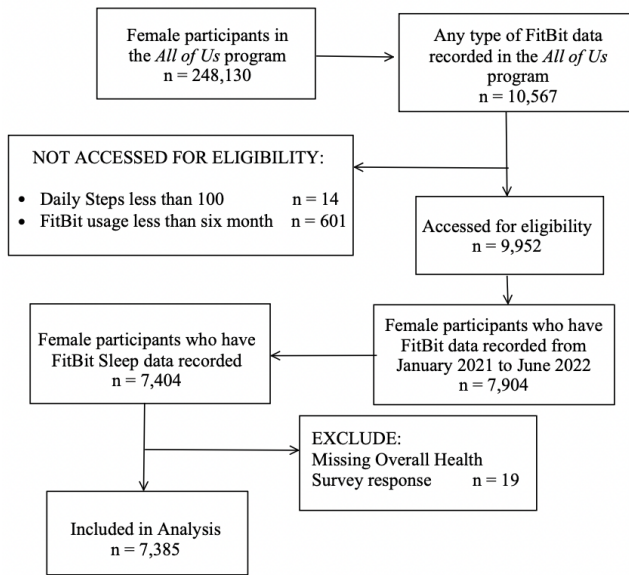 Female participants in
the All of Us program
n = 248,130
Any type of FitBit data
recorded in the All of Us
program
n = 10,567
NOT ACCESSED FOR ELIGIBILITY:
• Daily Steps less than 100 n = 14
• FitBit usage less than six month n = 601
Accessed for eligibility
n = 9,952
Female participants who have
FitBit data recorded from
January 2021 to June 2022
n = 7,904
Female participants who have
FitBit Sleep data recorded
n = 7,404
EXCLUDE:
Missing Overall Health
Survey response n = 19
Included in Analysis
n = 7,385